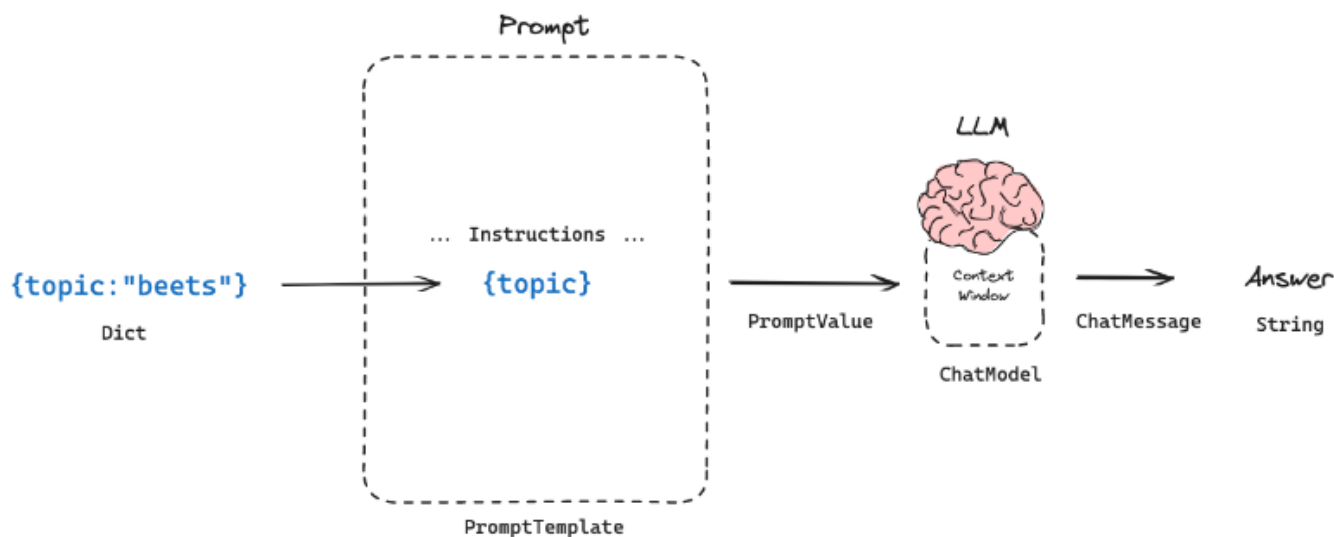 Prompt
... Instructions ...
{topic}
PromptTemplate
{topic:"beets"}
Dict
PromptValue
LLM
Context
Window
ChatModel
ChatMessage
Answer
String